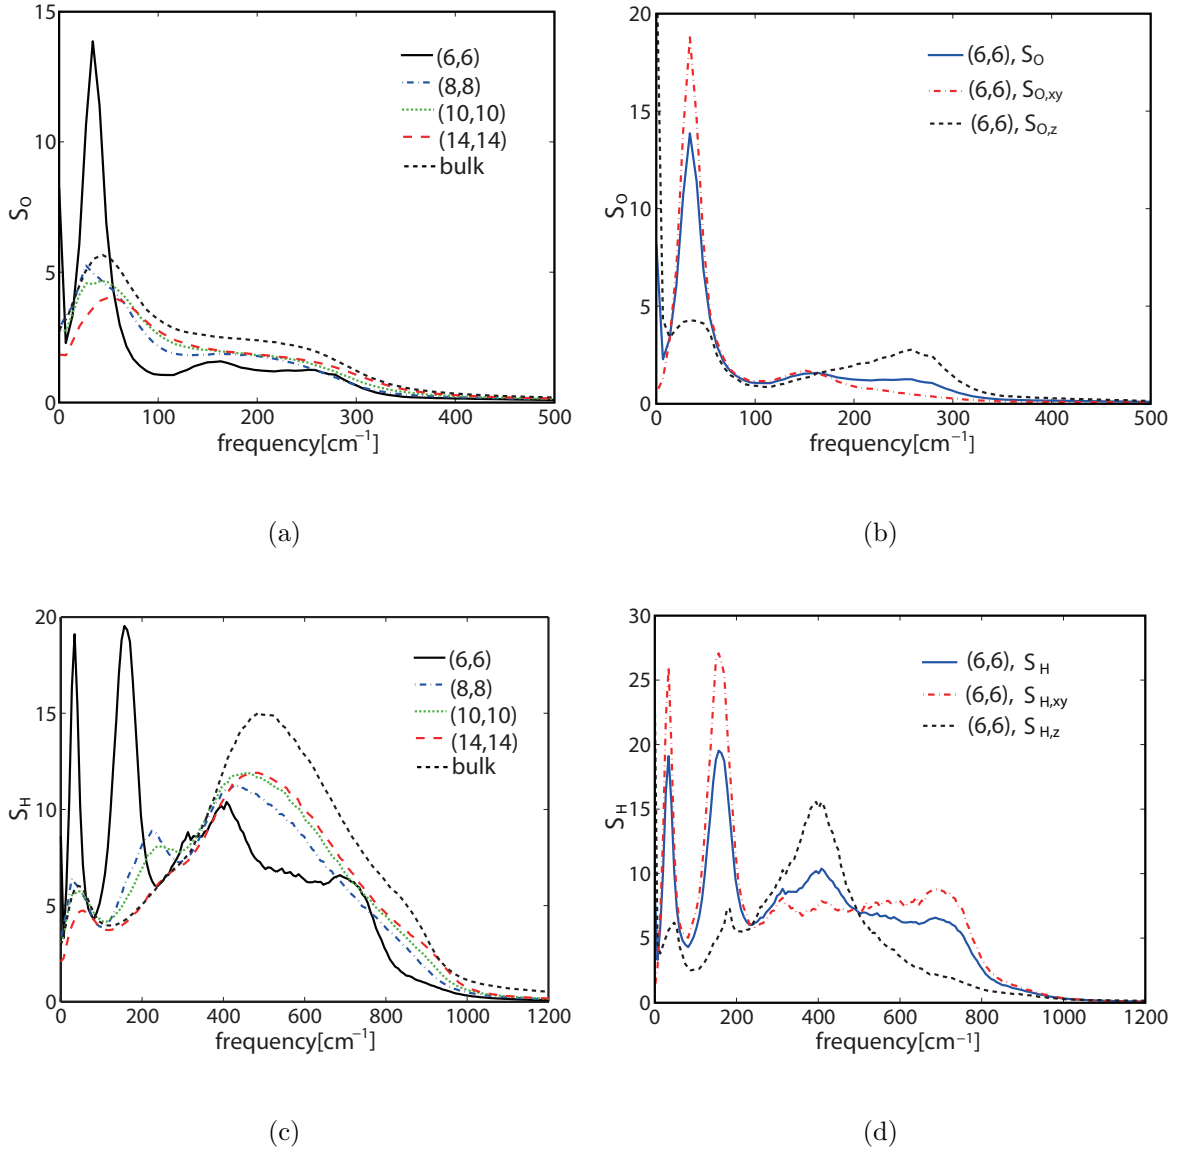 15
10
5
0
S_O
(6,6)
(8,8)
(10,10)
(14,14)
bulk
0 100 200 300 400 500
frequency[cm⁻¹]
(a)
20
15
10
5
0
S_O
(6,6), S_O
(6,6), S_O,xy
(6,6), S_O,z
0 100 200 300 400 500
frequency[cm⁻¹]
(b)
20
15
10
5
0
S_H
(6,6)
(8,8)
(10,10)
(14,14)
bulk
0 200 400 600 800 1000 1200
frequency[cm⁻¹]
(c)
30
25
20
15
10
5
0
S_H
(6,6), S_H
(6,6), S_H,xy
(6,6), S_H,z
0 200 400 600 800 1000 1200
frequency[cm⁻¹]
(d)